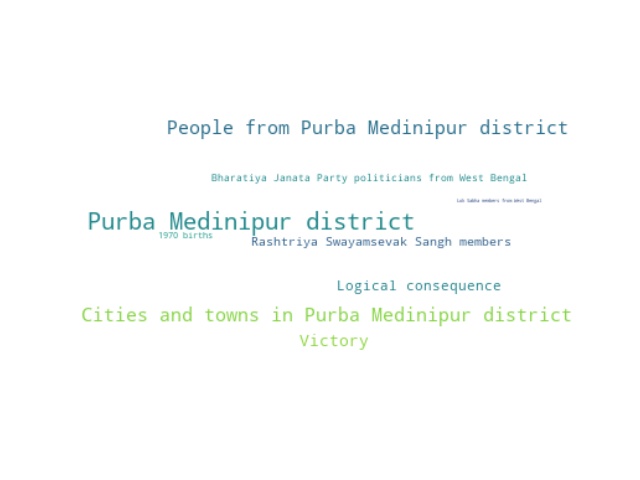 People from Purba Medinipur district
Bharatiya Janata Party politicians from West Bengal
Lok Sabha members from West Bengal
Purba Medinipur district
1970 births
Rashtriya Swayamsevak Sangh members
Logical consequence
Cities and towns in Purba Medinipur district
Victory